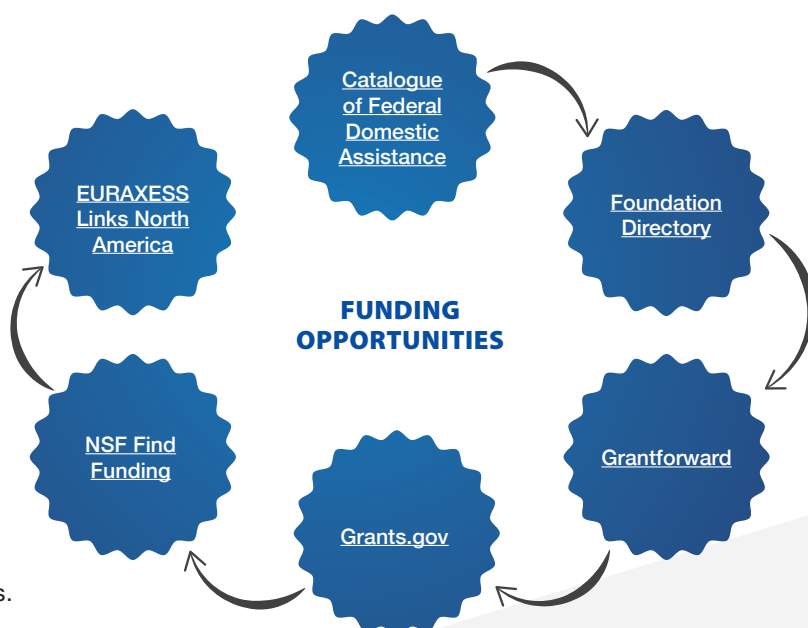 Catalogue
of Federal
Domestic
Assistance
Foundation
Directory
Grantforward
Grants.gov
NSF Find
Funding
EURAXESS
Links North
America
FUNDING
OPPORTUNITIES
s.